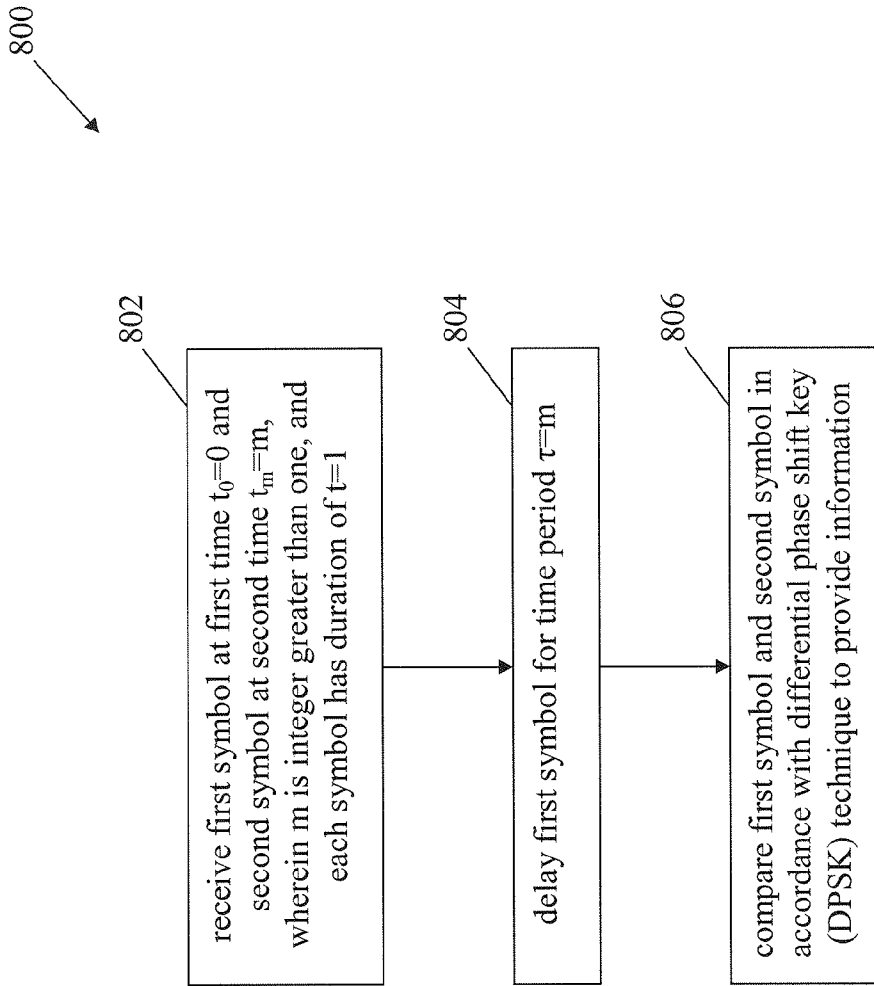 800
802
receive first symbol at first time t₀=0 and
second symbol at second time tₘ=m,
wherein m is integer greater than one, and
each symbol has duration of t=1
804
delay first symbol for time period τ=m
806
compare first symbol and second symbol in
accordance with differential phase shift key
(DPSK) technique to provide information